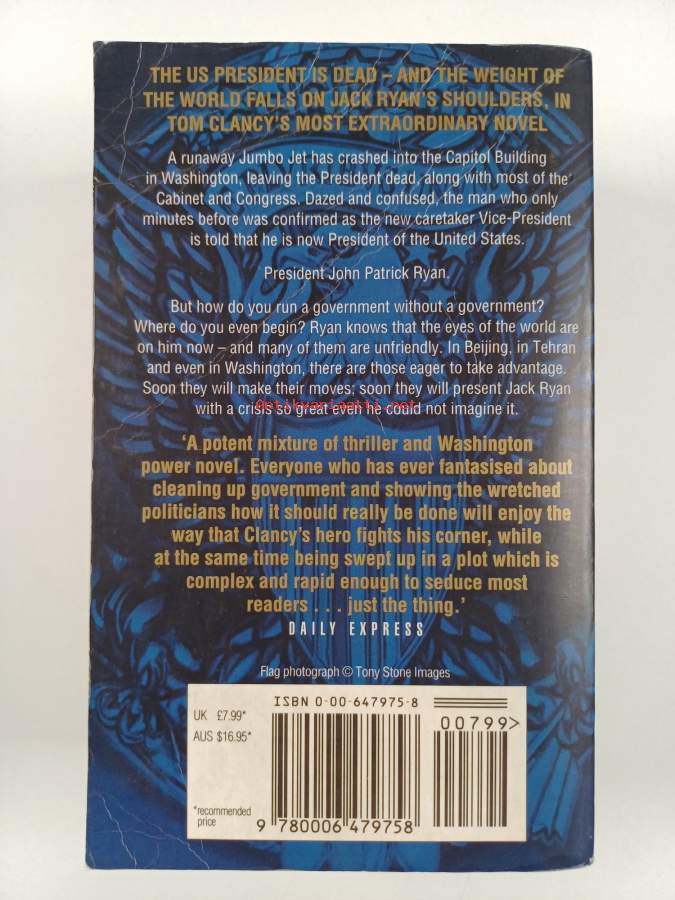 THE US PRESIDENT IS DEAD – AND THE WEIGHT OF
THE WORLD FALLS ON JACK RYAN'S SHOULDERS, IN
TOM CLANCY'S MOST EXTRAORDINARY NOVEL
A runaway Jumbo Jet has crashed into the Capitol Building
in Washington, leaving the President dead, along with most of the
Cabinet and Congress. Dazed and confused, the man who only
minutes before was confirmed as the new caretaker Vice-President
is told that he is now President of the United States.
President John Patrick Ryan.
But how do you run a government without a government?
Where do you even begin? Ryan knows that the eyes of the world are
on him now – and many of them are unfriendly. In Beijing, in Tehran
and even in Washington, there are those eager to take advantage.
Soon they will make their moves; soon they will present Jack Ryan
with a crisis so great even he could not imagine it.
Antikvariaatti.net
'A potent mixture of thriller and Washington
power novel. Everyone who has ever fantasised about
cleaning up government and showing the wretched
politicians how it should really be done will enjoy the
way that Clancy's hero fights his corner, while
at the same time being swept up in a plot which is
complex and rapid enough to seduce most
readers . . . just the thing.'
DAILY EXPRESS
Flag photograph © Tony Stone Images
ISBN 0-00-647975-8
UK £7.99*
AUS $16.95*
00799>
*recommended
price
9 780006 479758